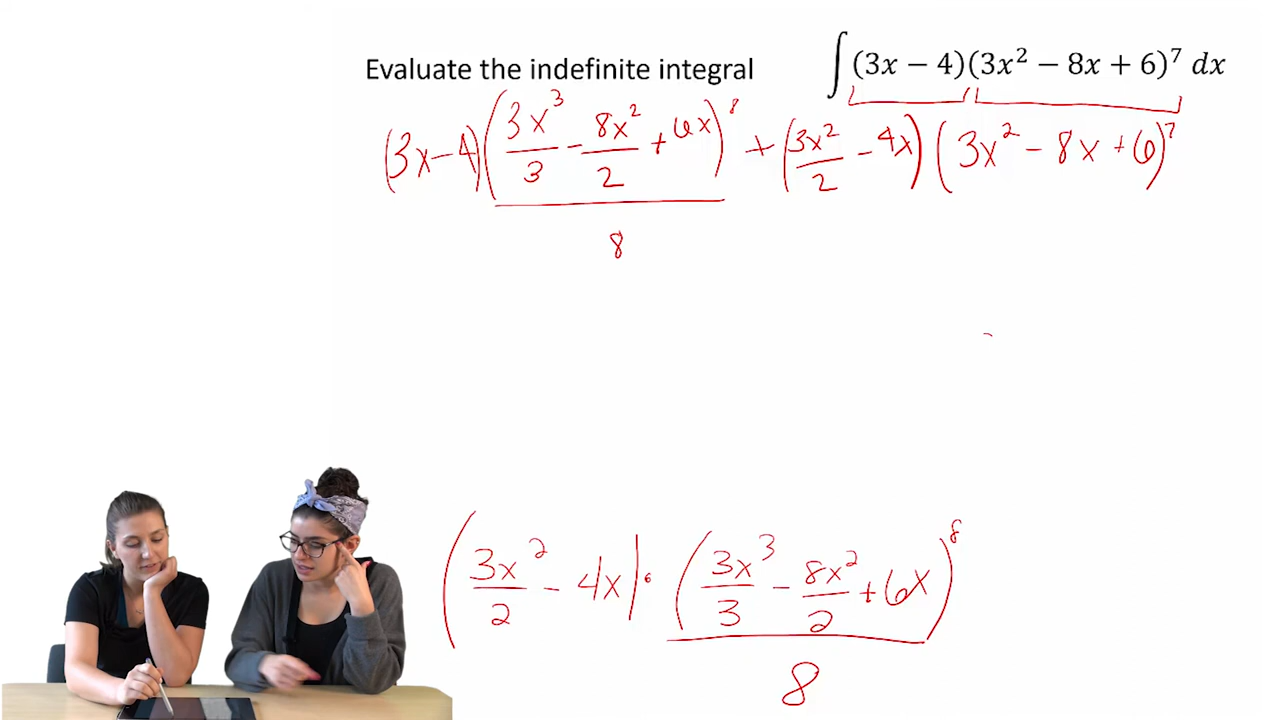 Evaluate the indefinite integral ∫(3x − 4)(3x² − 8x + 6)⁷ dx
(3x-4)(3x³/3 - 8x²/2 + 6x)⁸/8 + (3x²/2 - 4x)(3x² - 8x + 6)⁷
(3x²/2 - 4x) · (3x³/3 - 8x²/2 + 6x)⁸/8